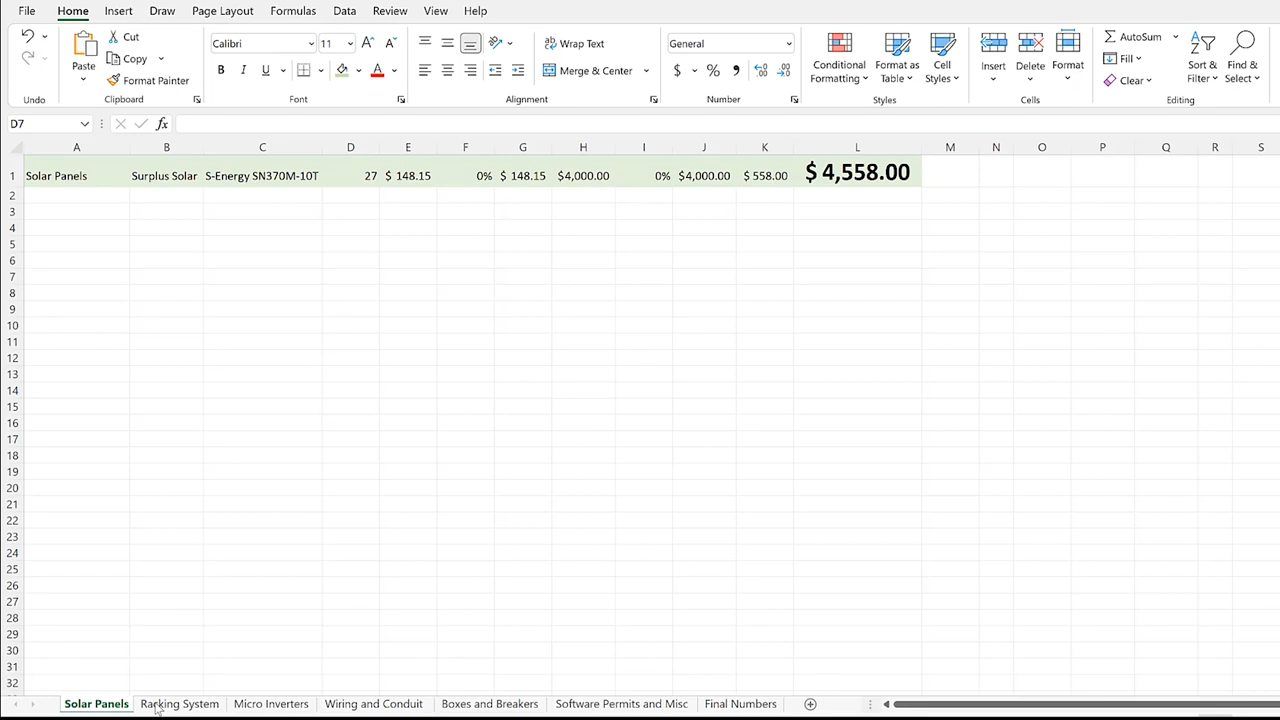 File Home Insert Draw Page Layout Formulas Data Review View Help
Cut
Copy
Paste
Format Painter
Undo
Clipboard
Calibri 11
B I U
Font
Wrap Text
Merge & Center
Alignment
General
$ %
Number
Conditional Formatting
Format as Table
Cell Styles
Styles
Insert
Delete
Format
Cells
AutoSum
Fill
Clear
Sort & Filter
Find & Select
Editing
D7 fx
A B C D E F G H I J K L M N O P Q R S
1 Solar Panels Surplus Solar S-Energy SN370M-10T 27 $ 148.15 0% $ 148.15 $4,000.00 0% $4,000.00 $ 558.00 $ 4,558.00
2
3
4
5
6
7
8
9
10
11
12
13
14
15
16
17
18
19
20
21
22
23
24
25
26
27
28
29
30
31
32
Solar Panels Racking System Micro Inverters Wiring and Conduit Boxes and Breakers Software Permits and Misc Final Numbers